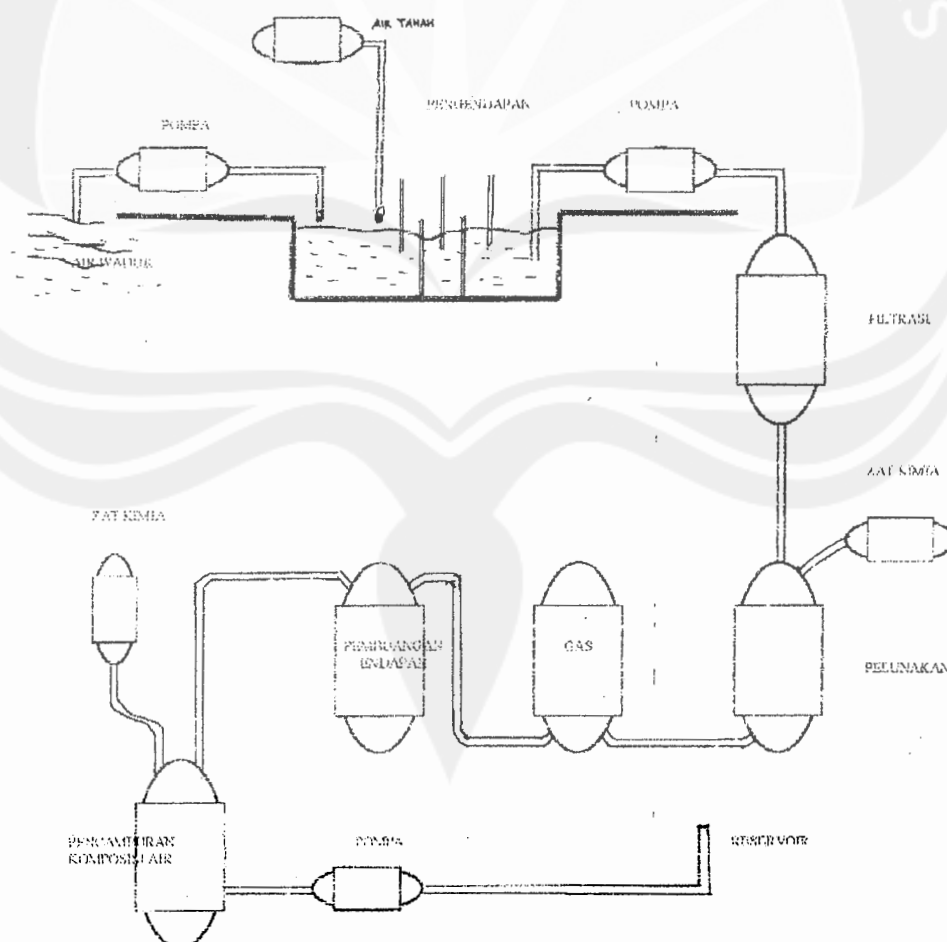 AIR TANAH
PENGENDAPAN
POMPA
POMPA
AIR WADUK
FILTRASI
ZAT KIMIA
ZAT KIMIA
PEMBUANGAN
ENDAPAN
GAS
PELUNAKAN
PENCAMPURAN
KOMPOSISI AIR
POMPA
RESERVOIR